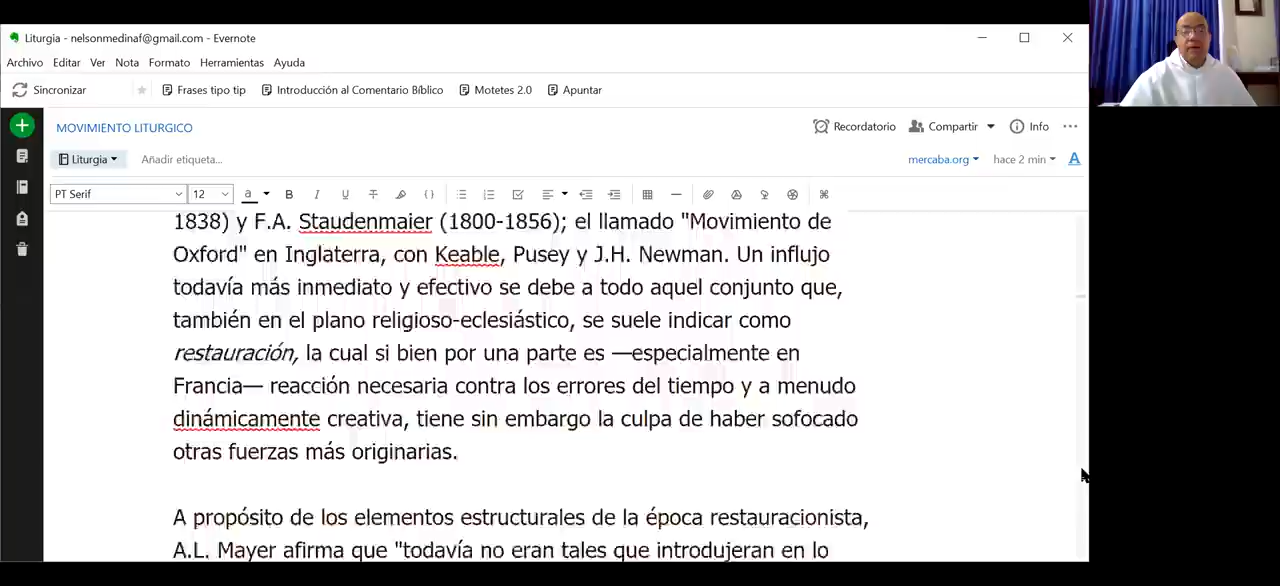 Liturgia - nelsonmedinaf@gmail.com - Evernote
Archivo Editar Ver Nota Formato Herramientas Ayuda
Sincronizar Frases tipo tip Introducción al Comentario Bíblico Motetes 2.0 Apuntar
MOVIMIENTO LITURGICO Recordatorio Compartir Info
Liturgia Añadir etiqueta... mercaba.org hace 2 min A
PT Serif 12 a B I U T
1838) y F.A. Staudenmaier (1800-1856); el llamado "Movimiento de
Oxford" en Inglaterra, con Keable, Pusey y J.H. Newman. Un influjo
todavía más inmediato y efectivo se debe a todo aquel conjunto que,
también en el plano religioso-eclesiástico, se suele indicar como
restauración, la cual si bien por una parte es —especialmente en
Francia— reacción necesaria contra los errores del tiempo y a menudo
dinámicamente creativa, tiene sin embargo la culpa de haber sofocado
otras fuerzas más originarias.
A propósito de los elementos estructurales de la época restauracionista,
A.L. Mayer afirma que "todavía no eran tales que introdujeran en lo